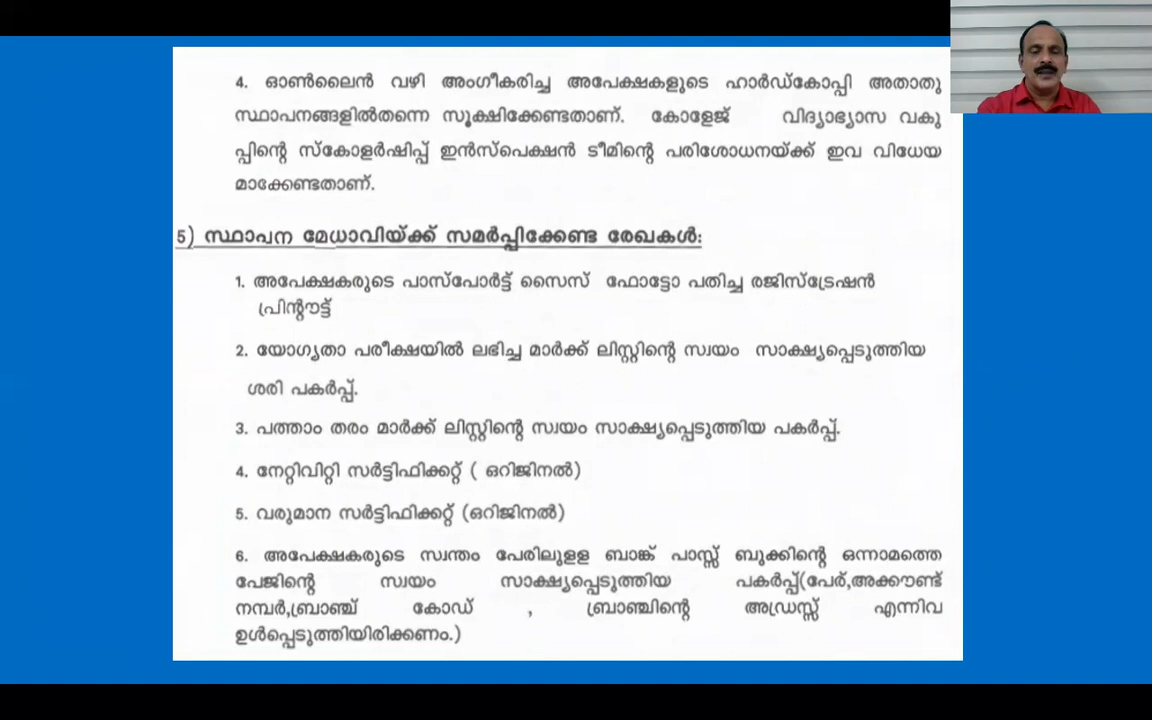 4. ഓൺലൈൻ വഴി അംഗീകരിച്ച അപേക്ഷകളുടെ ഹാർഡ്കോപ്പി അതാതു
സ്ഥാപനങ്ങളിൽതന്നെ സൂക്ഷിക്കേണ്ടതാണ്. കോളേജ് വിദ്യാഭ്യാസ വകു
പ്പിന്റെ സ്കോളർഷിപ്പ് ഇൻസ്പെക്ഷൻ ടീമിന്റെ പരിശോധനയ്ക്ക് ഇവ വിധേയ
മാക്കേണ്ടതാണ്.
5) സ്ഥാപന മേധാവിയ്ക്ക് സമർപ്പിക്കേണ്ട രേഖകൾ:
1. അപേക്ഷകരുടെ പാസ്പോർട്ട് സൈസ് ഫോട്ടോ പതിച്ച രജിസ്ട്രേഷൻ
പ്രിന്റൗട്ട്
2. യോഗ്യതാ പരീക്ഷയിൽ ലഭിച്ച മാർക്ക് ലിസ്റ്റിന്റെ സ്വയം സാക്ഷ്യപ്പെടുത്തിയ
ശരി പകർപ്പ്.
3. പത്താം തരം മാർക്ക് ലിസ്റ്റിന്റെ സ്വയം സാക്ഷ്യപ്പെടുത്തിയ പകർപ്പ്.
4. നേറ്റിവിറ്റി സർട്ടിഫിക്കറ്റ് ( ഒറിജിനൽ)
5. വരുമാന സർട്ടിഫിക്കറ്റ് (ഒറിജിനൽ)
6. അപേക്ഷകരുടെ സ്വന്തം പേരിലുളള ബാങ്ക് പാസ്സ് ബുക്കിന്റെ ഒന്നാമത്തെ
പേജിന്റെ സ്വയം സാക്ഷ്യപ്പെടുത്തിയ പകർപ്പ്(പേര്,അക്കൗണ്ട്
നമ്പർ,ബ്രാഞ്ച് കോഡ് , ബ്രാഞ്ചിന്റെ അഡ്രസ്സ് എന്നിവ
ഉൾപ്പെടുത്തിയിരിക്കണം.)